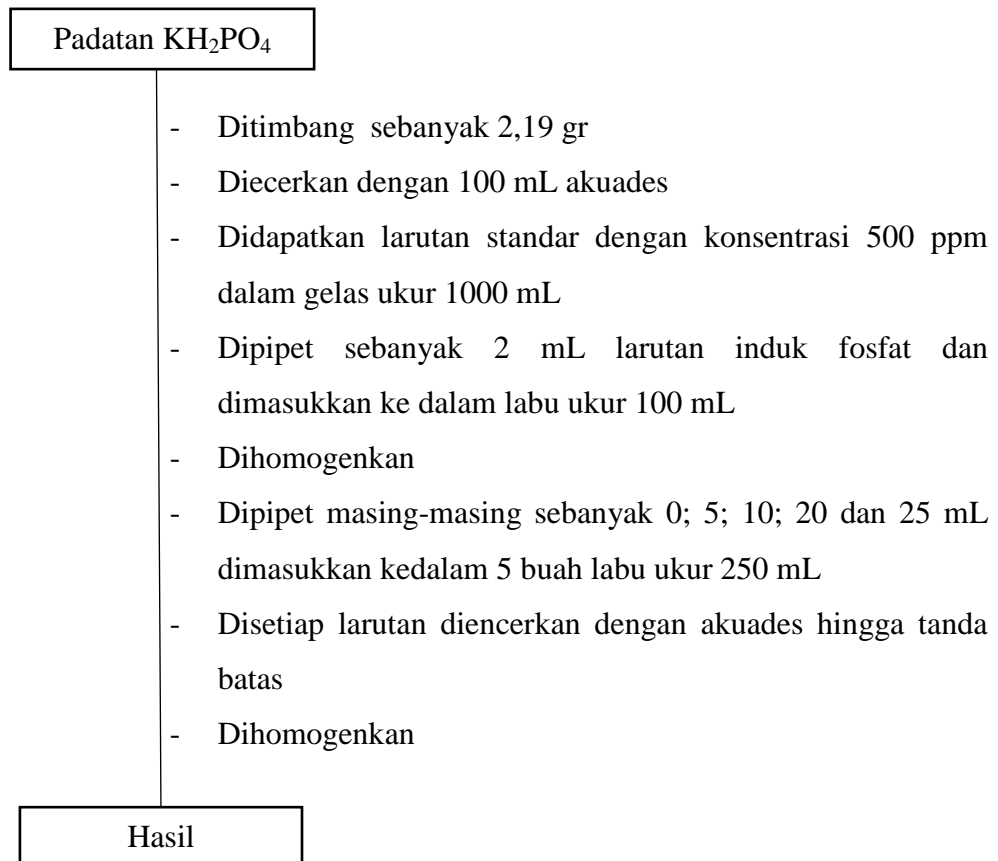 Padatan KH₂PO₄
- Ditimbang sebanyak 2,19 gr
- Diecerkan dengan 100 mL akuades
- Didapatkan larutan standar dengan konsentrasi 500 ppm
dalam gelas ukur 1000 mL
- Dipipet sebanyak 2 mL larutan induk fosfat dan
dimasukkan ke dalam labu ukur 100 mL
- Dihomogenkan
- Dipipet masing-masing sebanyak 0; 5; 10; 20 dan 25 mL
dimasukkan kedalam 5 buah labu ukur 250 mL
- Disetiap larutan diencerkan dengan akuades hingga tanda
batas
- Dihomogenkan
Hasil